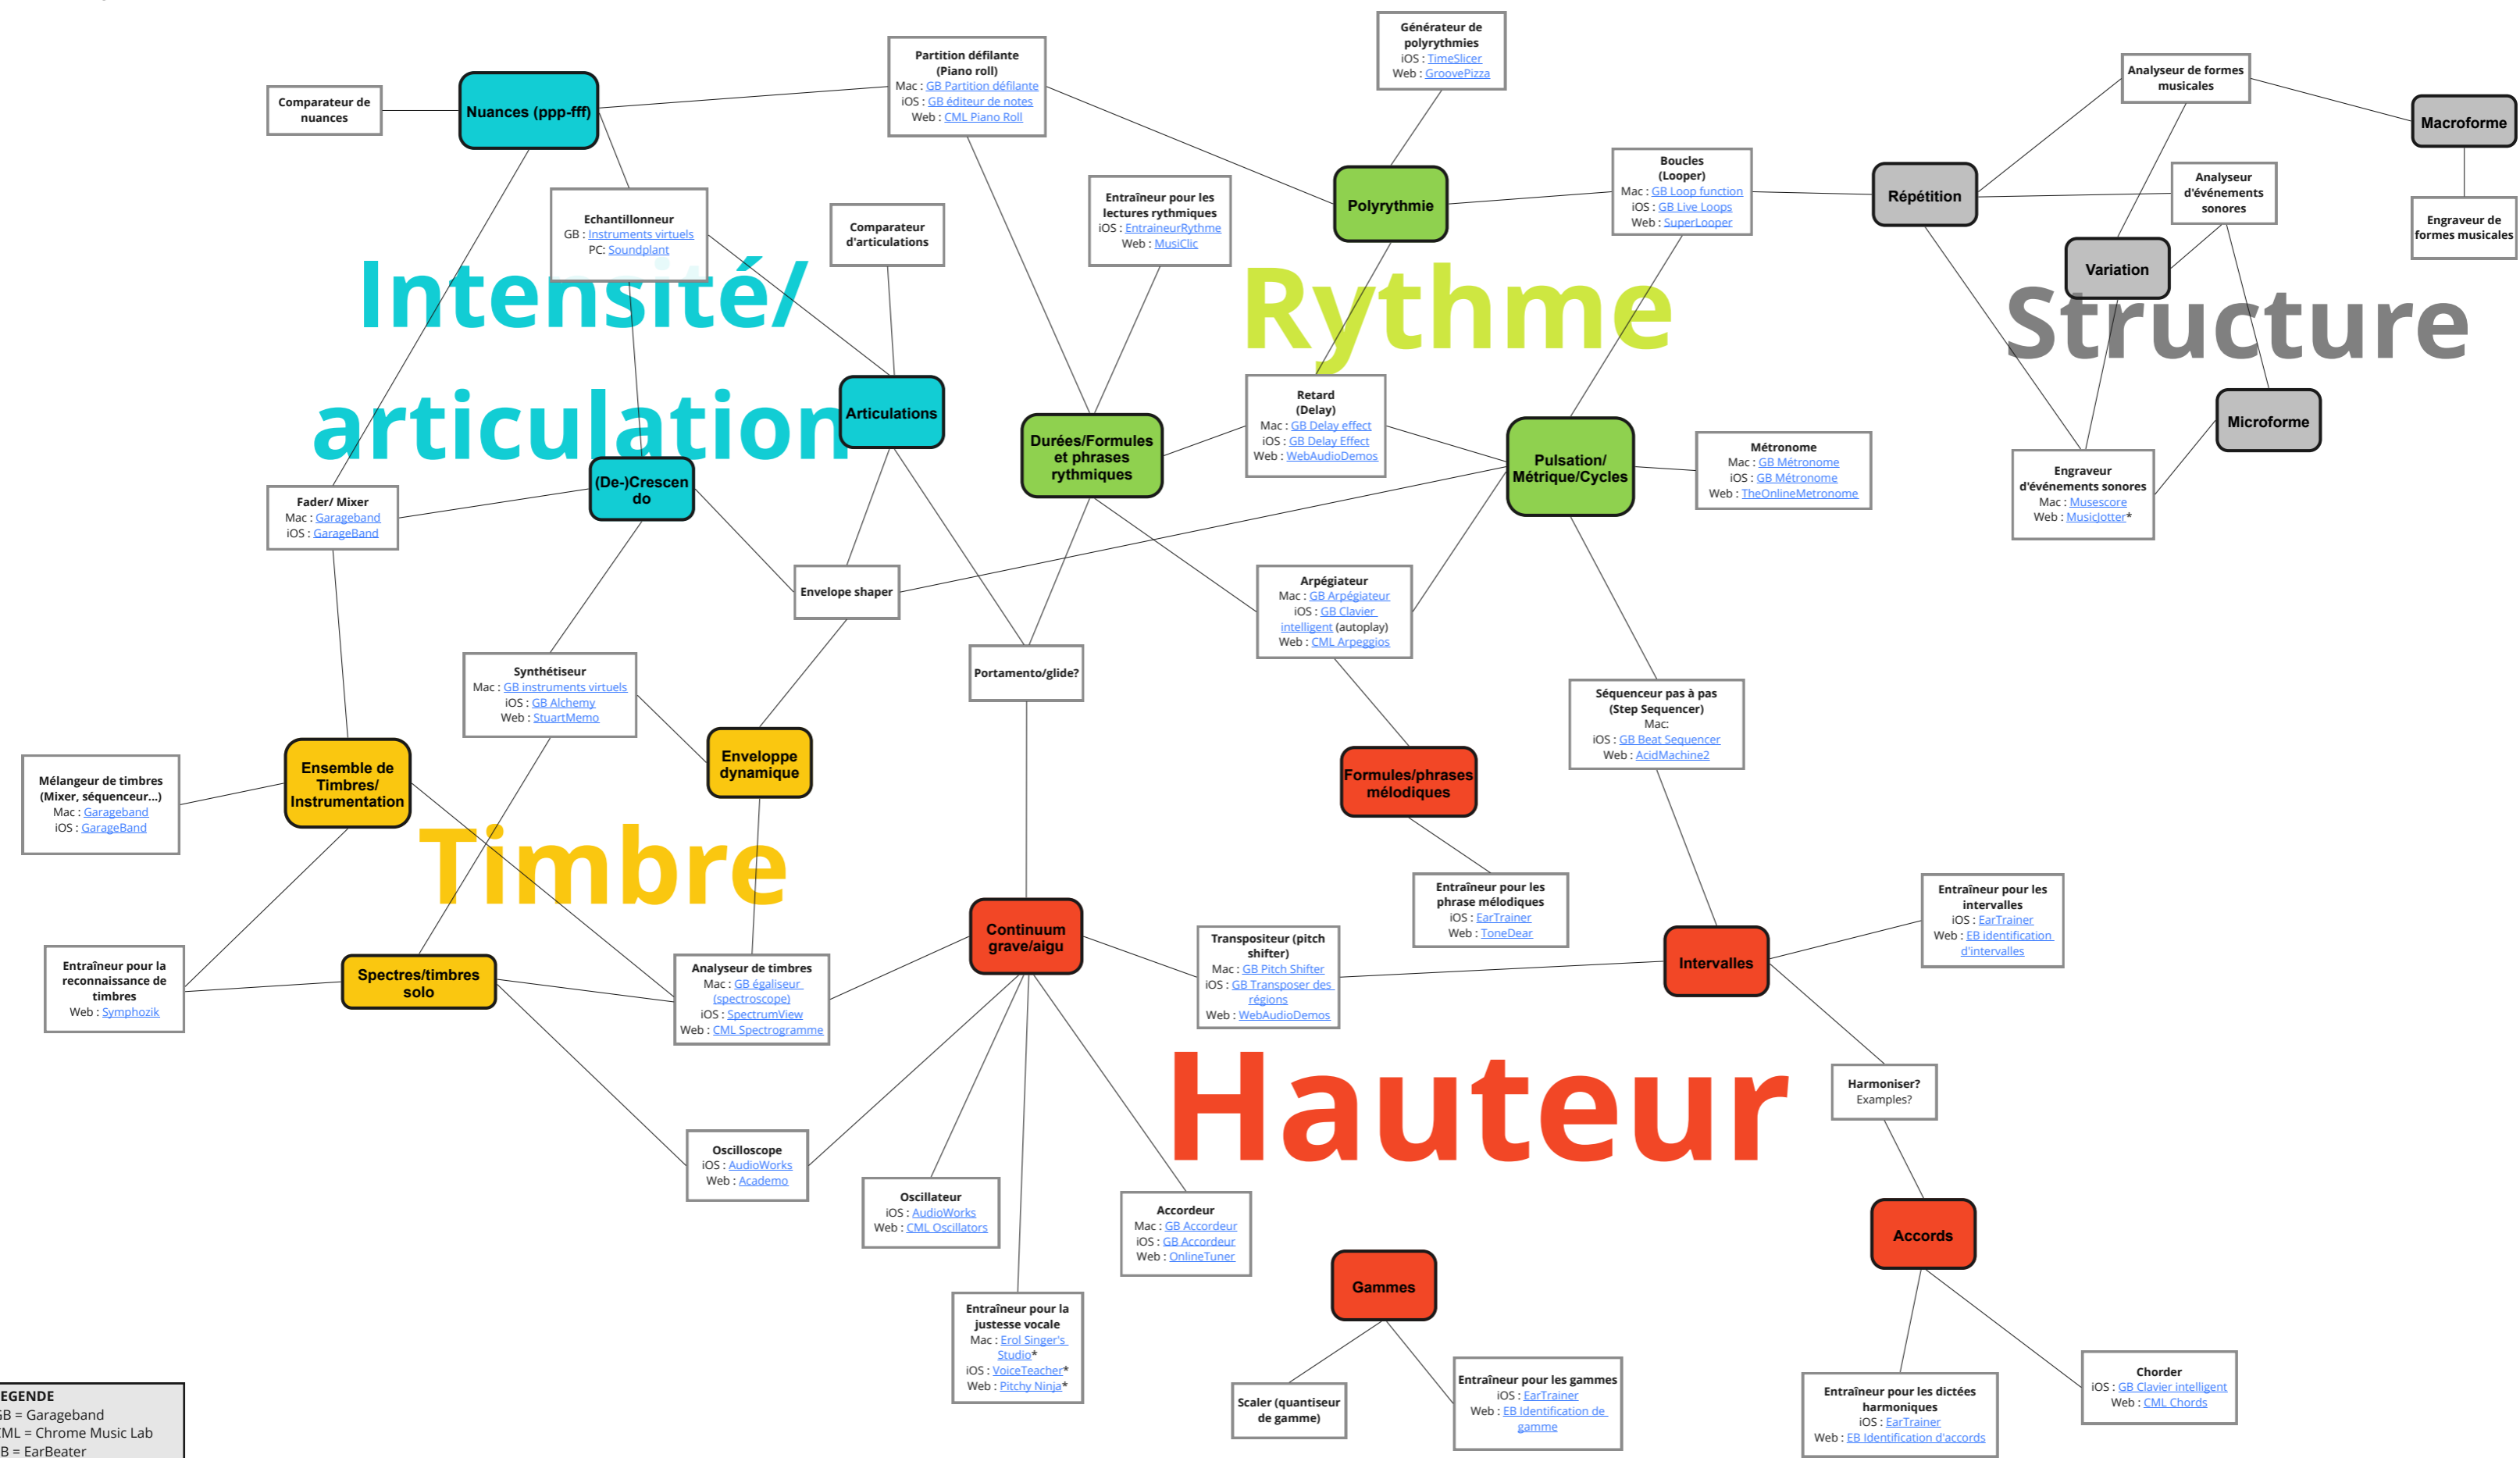 Générateur de
polyrythmies
iOS : TimeSlicer
Web : GroovePizza
Partition défilante
(Piano roll)
Mac : GB Partition défilante
iOS : GB éditeur de notes
Web : CML Piano Roll
Analyseur de formes
musicales
Comparateur de
nuances
Nuances (ppp-fff)
Macroforme
Boucles
(Looper)
Mac : GB Loop function
iOS : GB Live Loops
Web : SuperLooper
Polyrythmie
Répétition
Analyseur
d'événements
sonores
Engraveur de
formes musicales
Entraîneur pour les
lectures rythmiques
iOS : EntraineurRythme
Web : MusiClic
Echantillonneur
GB : Instruments virtuels
PC: Soundplant
Comparateur
d'articulations
Variation
Intensité/
articulation
Rythme
Structure
Articulations
Retard
(Delay)
Mac : GB Delay effect
iOS : GB Delay Effect
Web : WebAudioDemos
Microforme
Durées/Formules
et phrases
rythmiques
Pulsation/
Métrique/Cycles
Métronome
Mac : GB Métronome
iOS : GB Métronome
Web : TheOnlineMetronome
Engraveur
d'événements sonores
Mac : Musescore
Web : MusicJotter*
(De-)Crescen
do
Fader/ Mixer
Mac : Garageband
iOS : GarageBand
Envelope shaper
Arpégiateur
Mac : GB Arpégiateur
iOS : GB Clavier
intelligent (autoplay)
Web : CML Arpeggios
Portamento/glide?
Synthétiseur
Mac : GB instruments virtuels
iOS : GB Alchemy
Web : StuartMemo
Séquenceur pas à pas
(Step Sequencer)
Mac:
iOS : GB Beat Sequencer
Web : AcidMachine2
Enveloppe
dynamique
Ensemble de
Timbres/
Instrumentation
Mélangeur de timbres
(Mixer, séquenceur...)
Mac : Garageband
iOS : GarageBand
Formules/phrases
mélodiques
Timbre
Entraîneur pour les
phrase mélodiques
iOS : EarTrainer
Web : ToneDear
Entraîneur pour les
intervalles
iOS : EarTrainer
Web : EB identification
d'intervalles
Continuum
grave/aigu
Transpositeur (pitch
shifter)
Mac : GB Pitch Shifter
iOS : GB Transposer des
régions
Web : WebAudioDemos
Intervalles
Entraîneur pour la
reconnaissance de
timbres
Web : Symphozik
Spectres/timbres
solo
Analyseur de timbres
Mac : GB égaliseur
(spectroscope)
iOS : SpectrumView
Web : CML Spectrogramme
Hauteur
Harmoniser?
Examples?
Oscilloscope
iOS : AudioWorks
Web : Academo
Oscillateur
iOS : AudioWorks
Web : CML Oscillators
Accordeur
Mac : GB Accordeur
iOS : GB Accordeur
Web : OnlineTuner
Accords
Gammes
Entraîneur pour la
justesse vocale
Mac : Erol Singer's
Studio*
iOS : VoiceTeacher*
Web : Pitchy Ninja*
Scaler (quantiseur
de gamme)
Entraîneur pour les gammes
iOS : EarTrainer
Web : EB Identification de
gamme
Entraîneur pour les dictées
harmoniques
iOS : EarTrainer
Web : EB Identification d'accords
Chorder
iOS : GB Clavier intelligent
Web : CML Chords
EGENDE
GB = Garageband
CML = Chrome Music Lab
B = EarBeater